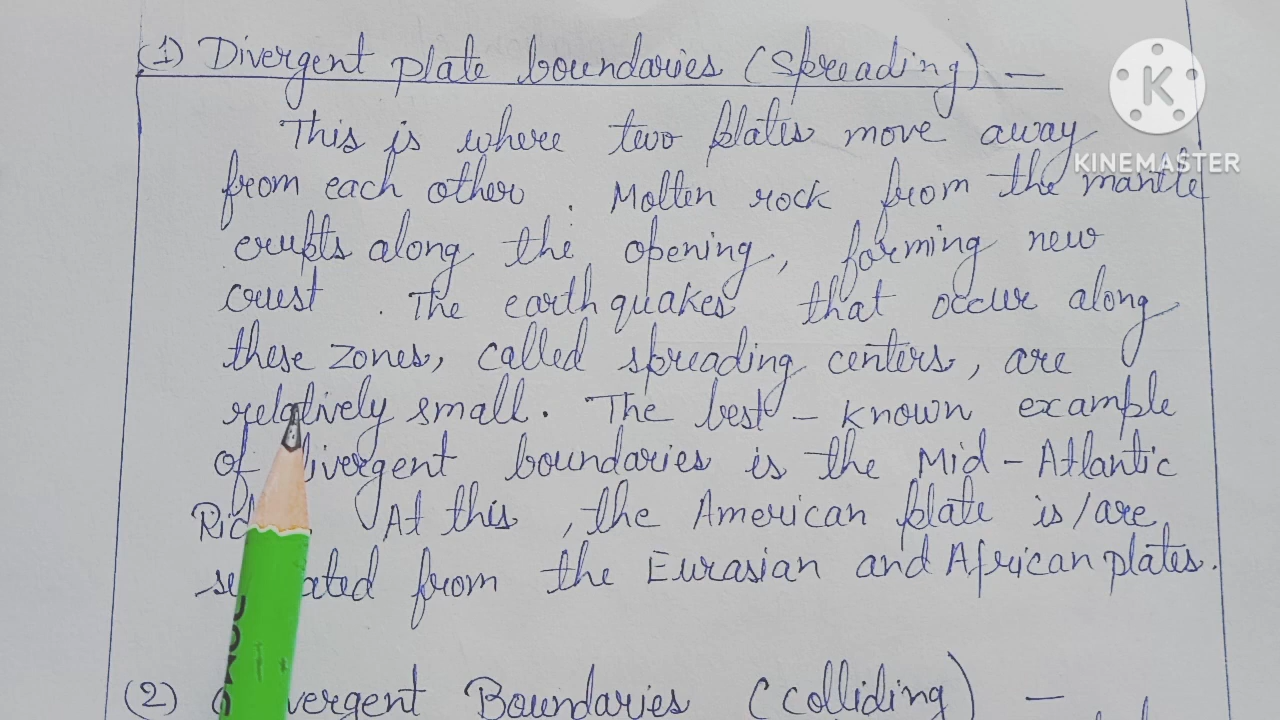 (1) Divergent plate boundaries (Spreading) —
This is where two plates move away
from each other. Molten rock from the mantle
erupts along the opening, forming new
crust. The earthquakes that occur along
these zones, called spreading centers, are
relatively small. The best - known example
of divergent boundaries is the Mid - Atlantic
At this, the American plate is/are
from the Eurasian and African plates.
(2) Boundaries (colliding) —
K
KINEMASTER